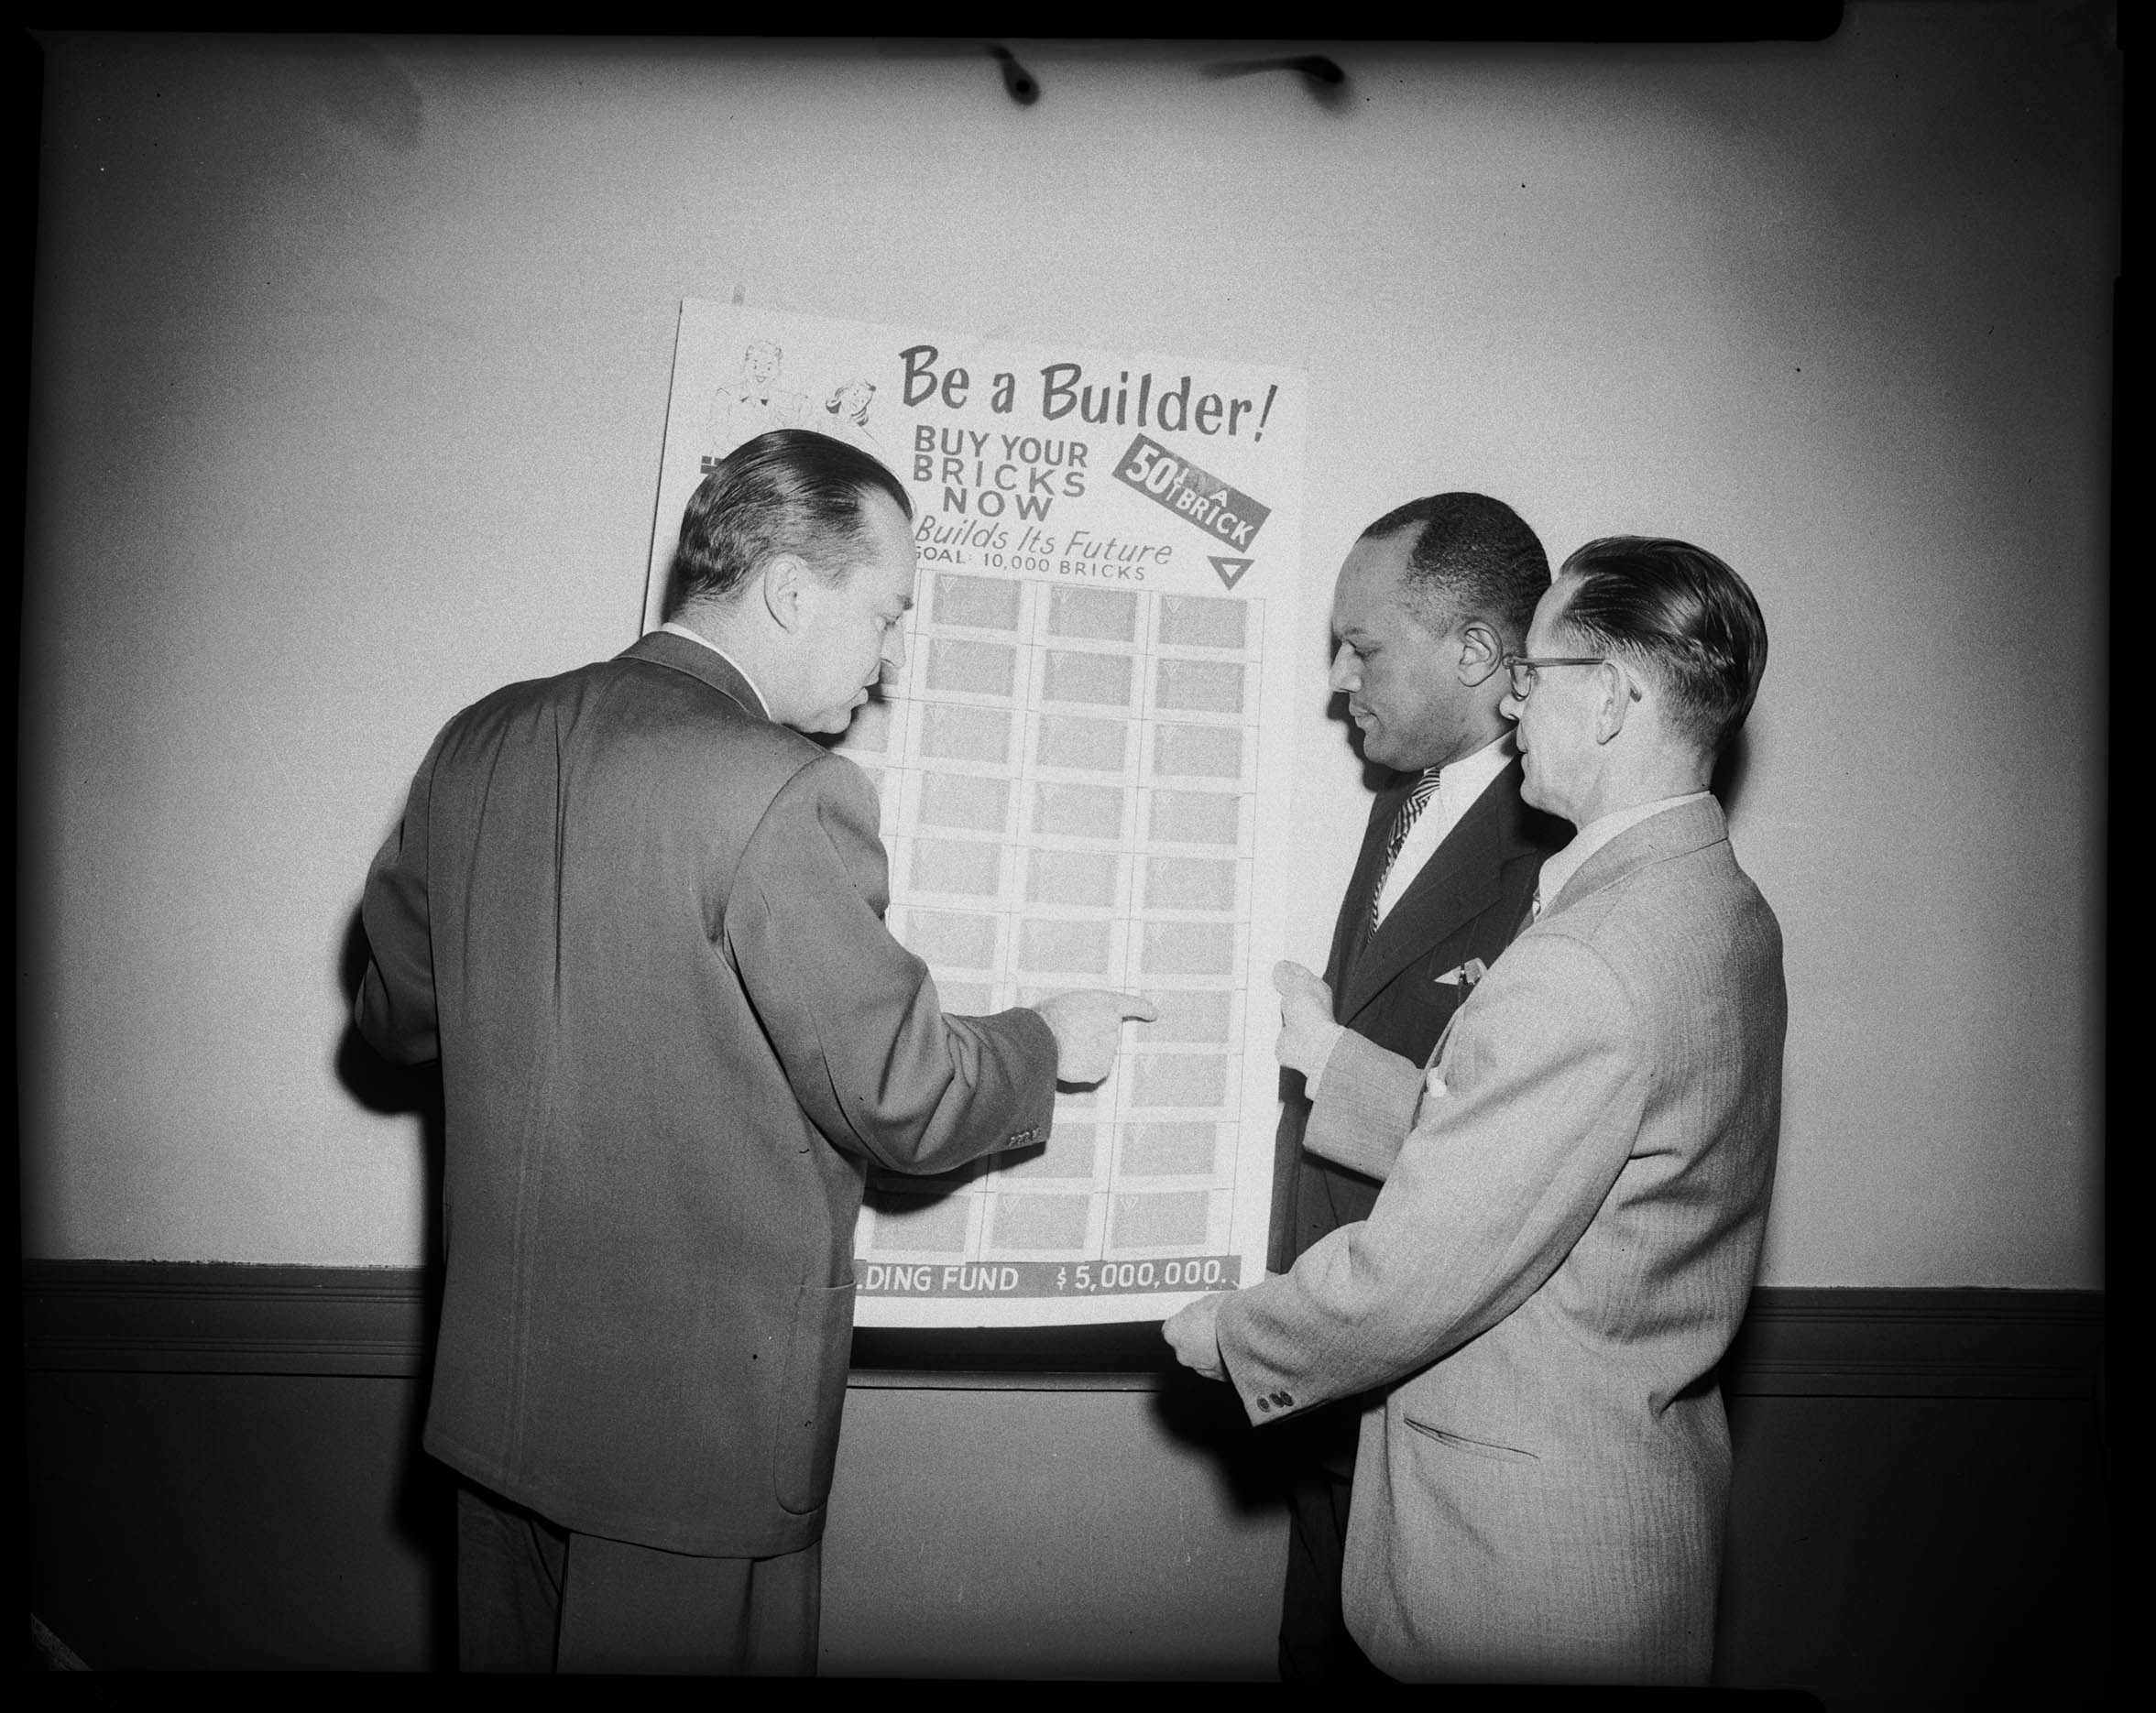 Be a Builder!
BUY YOUR
BRICKS
NOW
50¢ A
BRICK
Builds Its Future
GOAL: 10,000 BRICKS
LDING FUND $5,000,000.